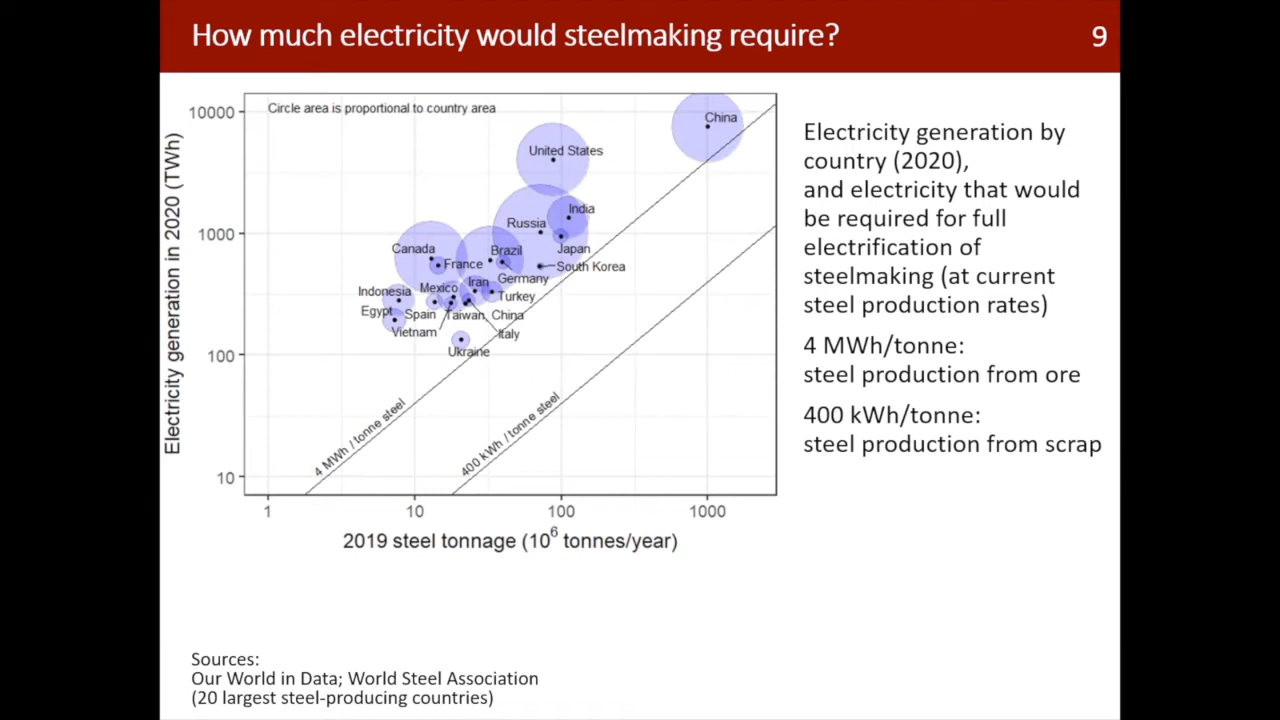 How much electricity would steelmaking require?
9
Circle area is proportional to country area
Electricity generation in 2020 (TWh)
10000
1000
100
10
China
United States
India
Russia
Canada
Brazil
Japan
France
South Korea
Germany
Iran
Mexico
Indonesia
Turkey
Egypt
Spain
Taiwan, China
Vietnam
Italy
Ukraine
4 MWh / tonne steel
400 kWh / tonne steel
1
10
100
1000
2019 steel tonnage (10⁶ tonnes/year)
Electricity generation by
country (2020),
and electricity that would
be required for full
electrification of
steelmaking (at current
steel production rates)
4 MWh/tonne:
steel production from ore
400 kWh/tonne:
steel production from scrap
Sources:
Our World in Data; World Steel Association
(20 largest steel-producing countries)